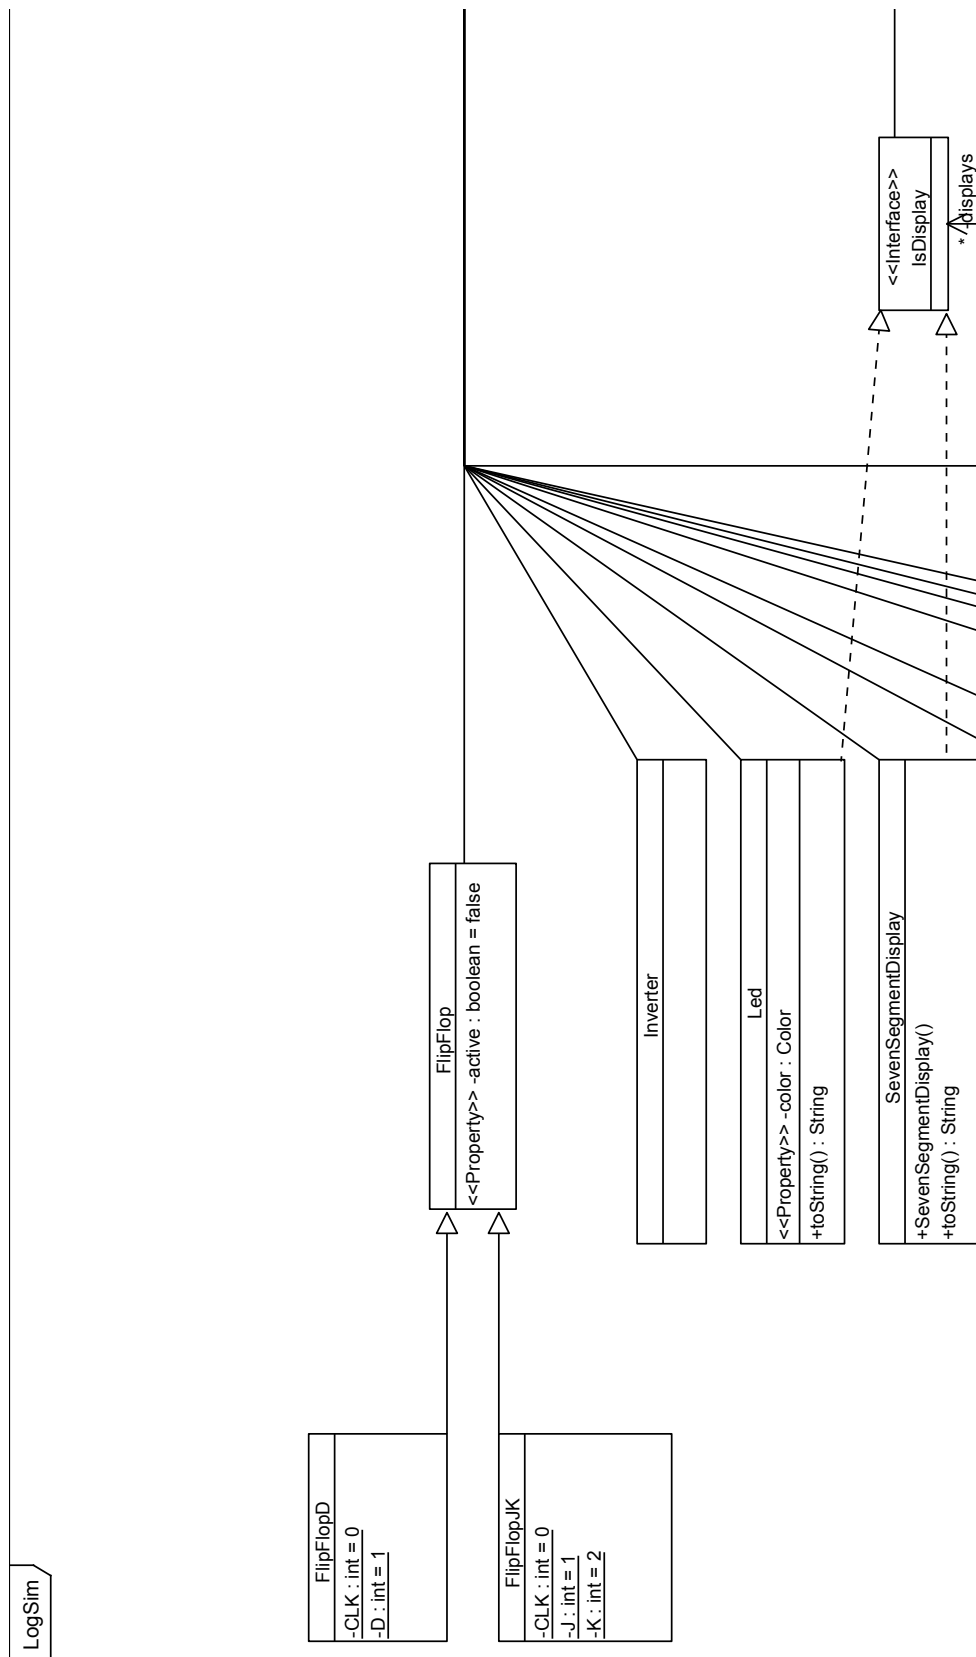 LogSim
FlipFlopD
-CLK : int = 0
-D : int = 1
FlipFlopJK
-CLK : int = 0
-J : int = 1
-K : int = 2
FlipFlop
<<Property>> -active : boolean = false
Inverter
Led
<<Property>> -color : Color
+toString() : String
SevenSegmentDisplay
+SevenSegmentDisplay()
+toString() : String
<<Interface>>
IsDisplay
* -displays